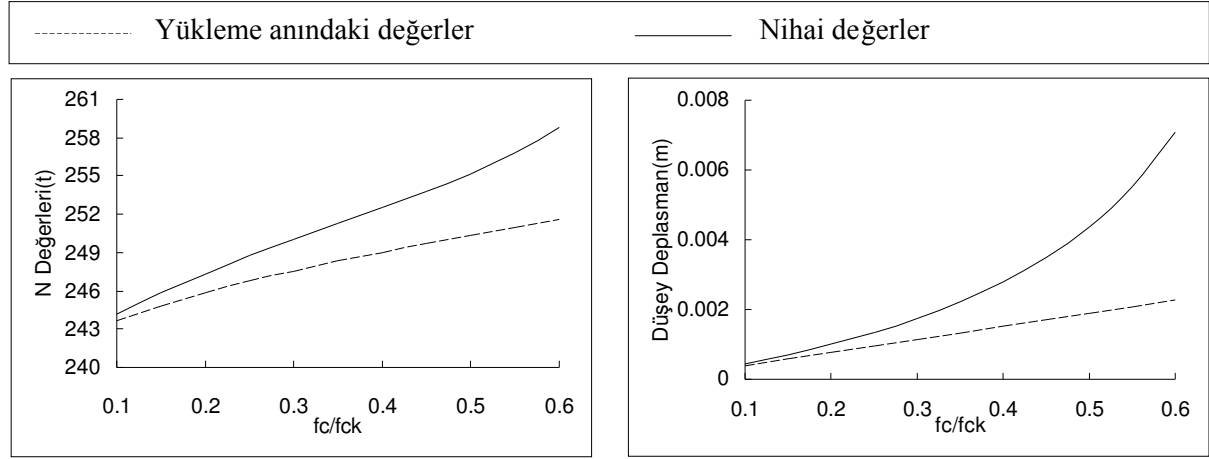 Yükleme anındaki değerler
Nihai değerler
N Değerleri(t)
261
258
255
252
249
246
243
240
0.1 0.2 0.3 0.4 0.5 0.6
fc/fck
Düşey Deplasman(m)
0.008
0.006
0.004
0.002
0
0.1 0.2 0.3 0.4 0.5 0.6
fc/fck